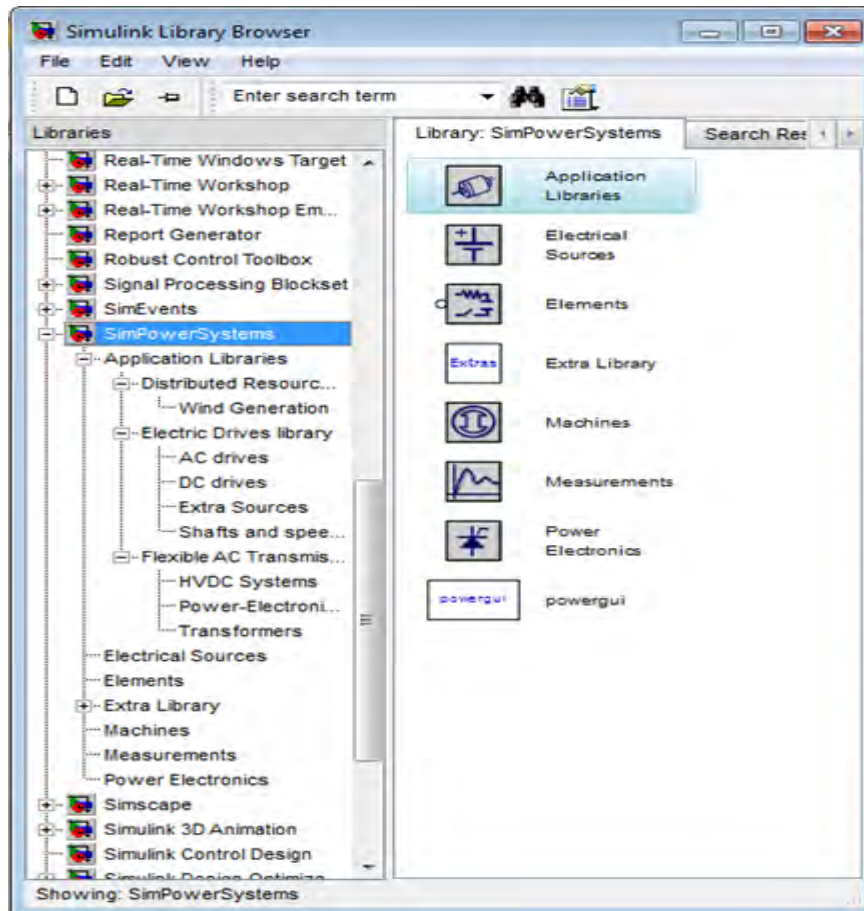 Simulink Library Browser
File Edit View Help
Enter search term
Libraries
Real-Time Windows Target
Real-Time Workshop
Real-Time Workshop Em...
Report Generator
Robust Control Toolbox
Signal Processing Blockset
SimEvents
SimPowerSystems
Application Libraries
Distributed Resourc...
Wind Generation
Electric Drives library
AC drives
DC drives
Extra Sources
Shafts and spee...
Flexible AC Transmis...
HVDC Systems
Power-Electroni...
Transformers
Electrical Sources
Elements
Extra Library
Machines
Measurements
Power Electronics
Simscape
Simulink 3D Animation
Simulink Control Design
Simulink Design Optimize
Library: SimPowerSystems Search Res
Application
Libraries
Electrical
Sources
Elements
Extras Extra Library
Machines
Measurements
Power
Electronics
powergui powergui
Showing: SimPowerSystems